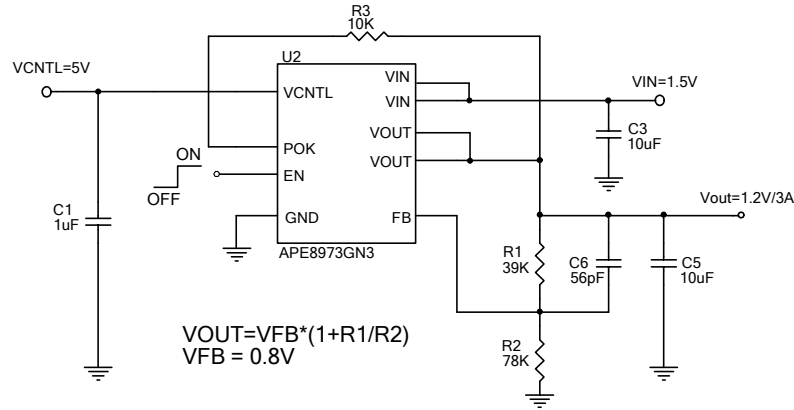 R3
10K
U2
VCNTL=5V
VIN
VIN=1.5V
VCNTL
VIN
VOUT
C3
10uF
ON
POK
VOUT
EN
OFF
Vout=1.2V/3A
C1
1uF
GND
FB
APE8973GN3
R1
39K
C6
56pF
C5
10uF
VOUT=VFB*(1+R1/R2)
VFB = 0.8V
R2
78K